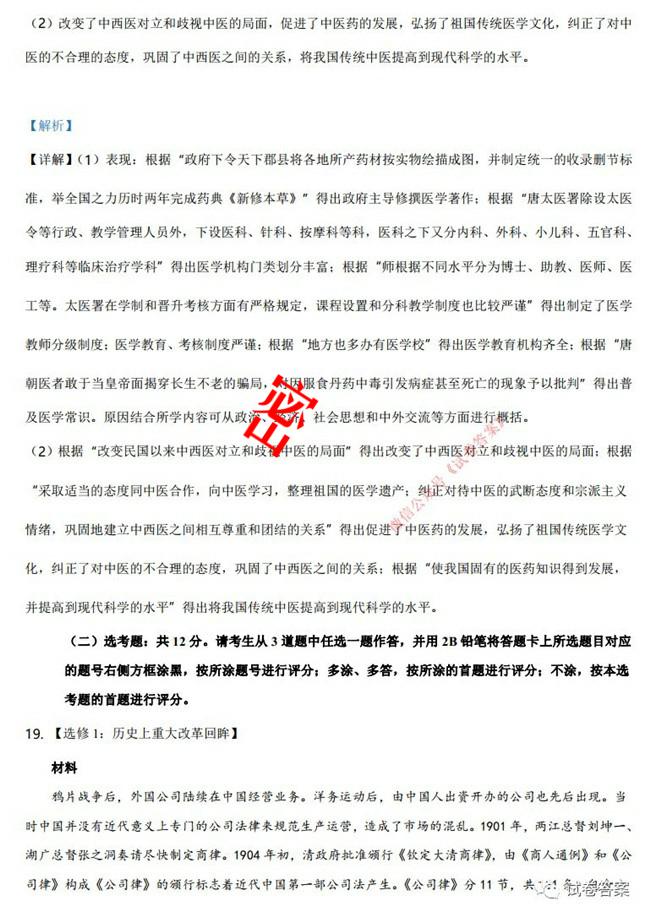 （2）改变了中西医对立和歧视中医的局面，促进了中医药的发展，弘扬了祖国传统医学文化，纠正了对中
医的不合理的态度，巩固了中西医之间的关系，将我国传统中医提高到现代科学的水平。
【解析】
【详解】（1）表现：根据“政府下令天下郡县将各地所产药材按实物绘描成图，并制定统一的收录删节标
准，举全国之力历时两年完成药典《新修本草》”得出政府主导修撰医学著作；根据“唐太医署除设太医
令等行政、教学管理人员外，下设医科、针科、按摩科等科，医科之下又分内科、外科、小儿科、五官科、
理疗科等临床治疗学科”得出医学机构门类划分丰富；根据“师根据不同水平分为博士、助教、医师、医
工等。太医署在学制和晋升考核方面有严格规定，课程设置和分科教学制度也比较严谨”得出制定了医学
教师分级制度；医学教育、考核制度严谨；根据“地方也多办有医学校”得出医学教育机构齐全；根据“唐
朝医者敢于当皇帝面揭穿长生不老的骗局，对因服食丹药中毒引发病症甚至死亡的现象予以批判”得出普
及医学常识。原因结合所学内容可从政治、经济、社会思想和中外交流等方面进行概括。
密
（2）根据“改变民国以来中西医对立和歧视中医的局面”得出改变了中西医对立和歧视中医的局面；根据
“采取适当的态度同中医合作，向中医学习，整理祖国的医学遗产；纠正对待中医的武断态度和宗派主义
情绪，巩固地建立中西医之间相互尊重和团结的关系”得出促进了中医药的发展，弘扬了祖国传统医学文
化，纠正了对中医的不合理的态度，巩固了中西医之间的关系；根据“使我国固有的医药知识得到发展，
并提高到现代科学的水平”得出将我国传统中医提高到现代科学的水平。
微信公众号《试卷答案》
（二）选考题：共 12 分。请考生从 3 道题中任选一题作答，并用 2B 铅笔将答题卡上所选题目对应
的题号右侧方框涂黑，按所涂题号进行评分；多涂、多答，按所涂的首题进行评分；不涂，按本选
考题的首题进行评分。
19. 【选修 1：历史上重大改革回眸】
材料
鸦片战争后，外国公司陆续在中国经营业务。洋务运动后，由中国人出资开办的公司也先后出现。当
时中国并没有近代意义上专门的公司法律来规范生产运营，造成了市场的混乱。1901 年，两江总督刘坤一、
湖广总督张之洞奏请尽快制定商律。1904 年初，清政府批准颁行《钦定大清商律》，由《商人通例》和《公
司律》构成《公司律》的颁行标志着近代中国第一部公司法产生。《公司律》分 11 节，共
试卷答案